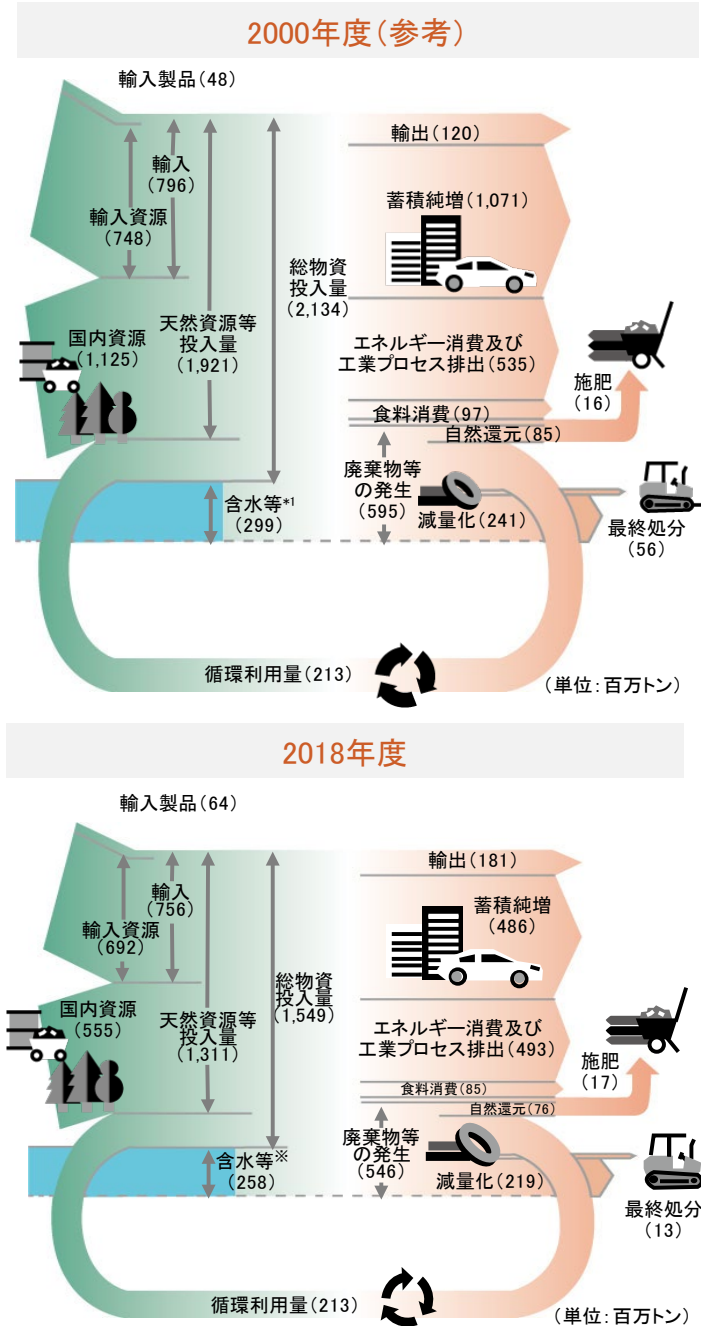 2000年度（参考）
輸入製品（48）
輸出（120）
輸入
（796）
蓄積純増（1,071）
輸入資源
（748）
総物資
投入量
（2,134）
国内資源
（1,125）
天然資源等
投入量
（1,921）
エネルギー消費及び
工業プロセス排出（535）
施肥
（16）
食料消費（97）
自然還元（85）
廃棄物等
の発生
（595）
含水等*1
（299）
減量化（241）
最終処分
（56）
循環利用量（213）
（単位：百万トン）
2018年度
輸入製品（64）
輸出（181）
輸入
（756）
蓄積純増
（486）
輸入資源
（692）
総物資
投入量
（1,549）
国内資源
（555）
天然資源等
投入量
（1,311）
エネルギー消費及び
工業プロセス排出（493）
施肥
（17）
食料消費（85）
自然還元（76）
廃棄物等
の発生
（546）
含水等※
（258）
減量化（219）
最終処分
（13）
循環利用量（213）
（単位：百万トン）